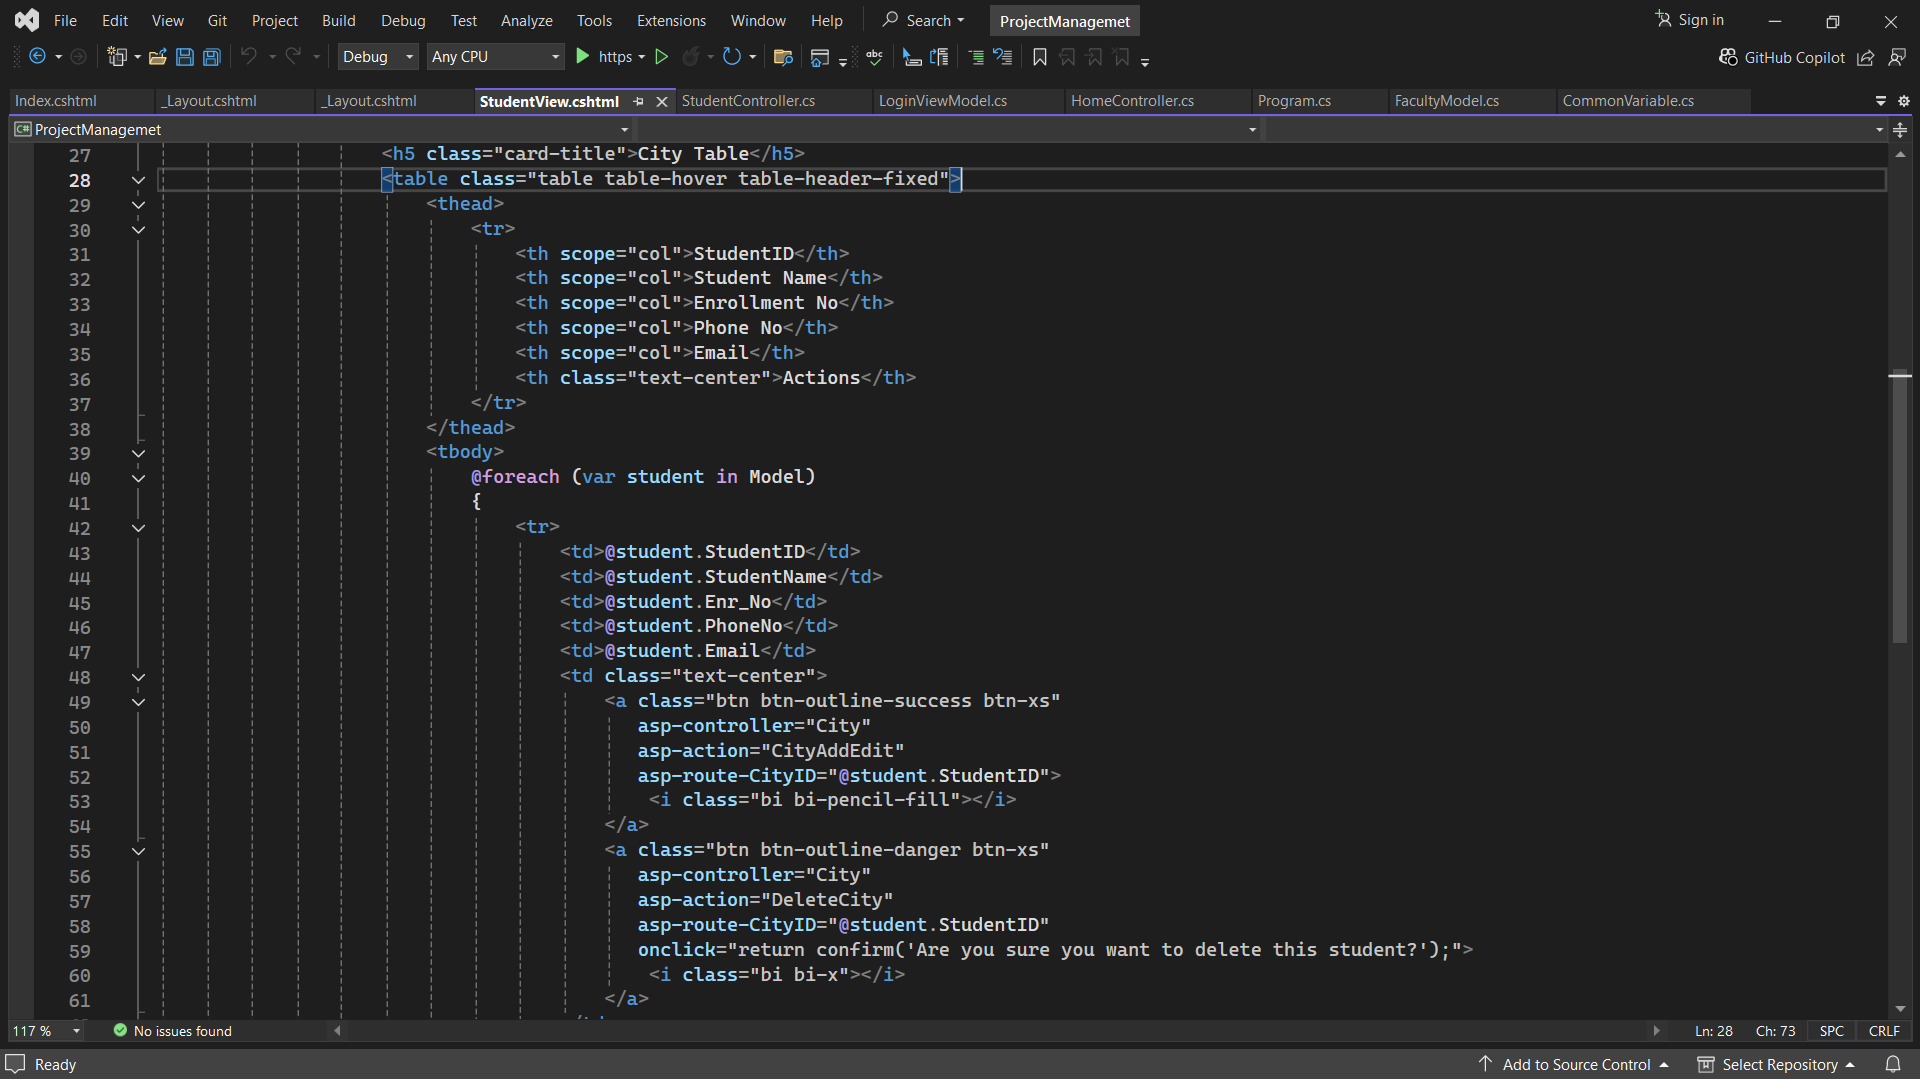 File Edit View Git Project Build Debug Test Analyze Tools Extensions Window Help Search ProjectManagemet Sign in
Debug Any CPU https abc GitHub Copilot
Index.cshtml _Layout.cshtml _Layout.cshtml StudentView.cshtml StudentController.cs LoginViewModel.cs HomeController.cs Program.cs FacultyModel.cs CommonVariable.cs
C# ProjectManagemet
27 <h5 class="card-title">City Table</h5>
28 <table class="table table-hover table-header-fixed">
29 <thead>
30 <tr>
31 <th scope="col">StudentID</th>
32 <th scope="col">Student Name</th>
33 <th scope="col">Enrollment No</th>
34 <th scope="col">Phone No</th>
35 <th scope="col">Email</th>
36 <th class="text-center">Actions</th>
37 </tr>
38 </thead>
39 <tbody>
40 @foreach (var student in Model)
41 {
42 <tr>
43 <td>@student.StudentID</td>
44 <td>@student.StudentName</td>
45 <td>@student.Enr_No</td>
46 <td>@student.PhoneNo</td>
47 <td>@student.Email</td>
48 <td class="text-center">
49 <a class="btn btn-outline-success btn-xs"
50 asp-controller="City"
51 asp-action="CityAddEdit"
52 asp-route-CityID="@student.StudentID">
53 <i class="bi bi-pencil-fill"></i>
54 </a>
55 <a class="btn btn-outline-danger btn-xs"
56 asp-controller="City"
57 asp-action="DeleteCity"
58 asp-route-CityID="@student.StudentID"
59 onclick="return confirm('Are you sure you want to delete this student?');">
60 <i class="bi bi-x"></i>
61 </a>
117 % No issues found Ln: 28 Ch: 73 SPC CRLF
Ready Add to Source Control Select Repository